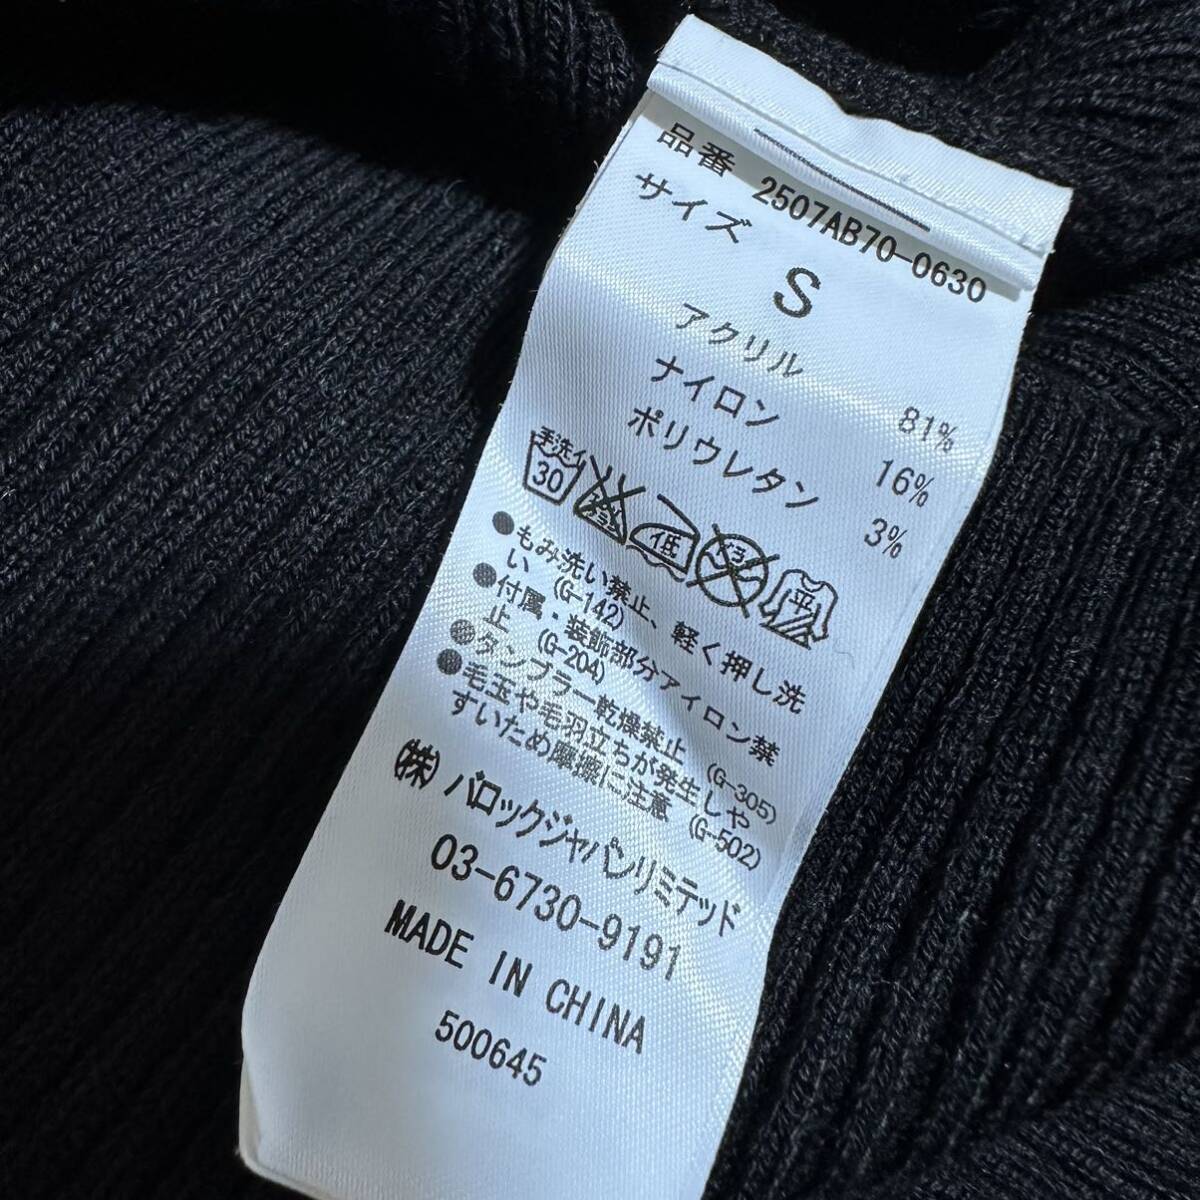 品番 2507AB70-0630
サイズ
S
アクリル 81%
ナイロン 16%
ポリウレタン 3%
手洗イ 30 低 平
●もみ洗い禁止、軽く押し洗
い (G-142)
●付属・装飾部分アイロン禁
止 (G-204)
●タンブラー乾燥禁止 (G-305)
●毛玉や毛羽立ちが発生しや
すいため摩擦に注意 (G-502)
(株)バロックジャパンリミテッド
03-6730-9191
MADE IN CHINA
500645